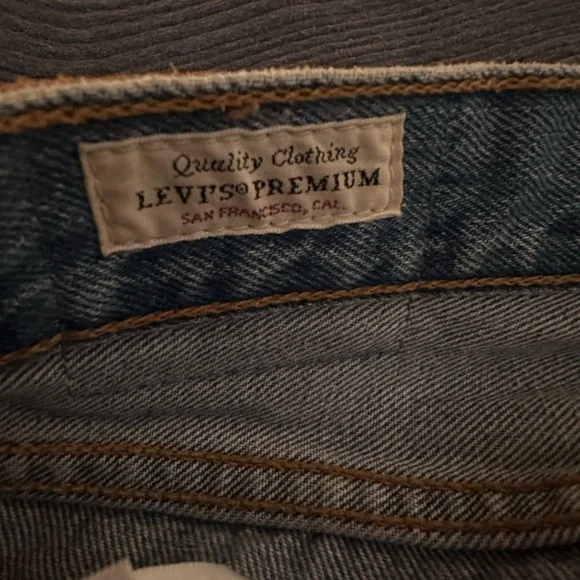 Quality Clothing
LEVI'S® PREMIUM
SAN FRANCISCO, CAL.